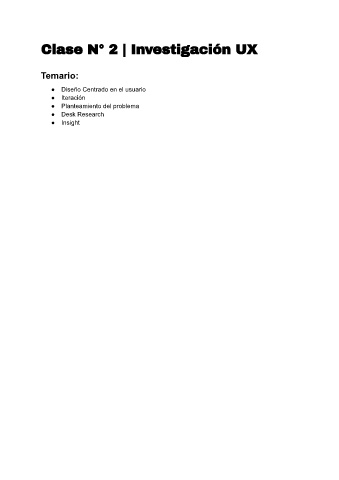 Clase N° 2 | Investigación UX
Temario:
● Diseño Centrado en el usuario
● Iteración
● Planteamiento del problema
● Desk Research
● Insight